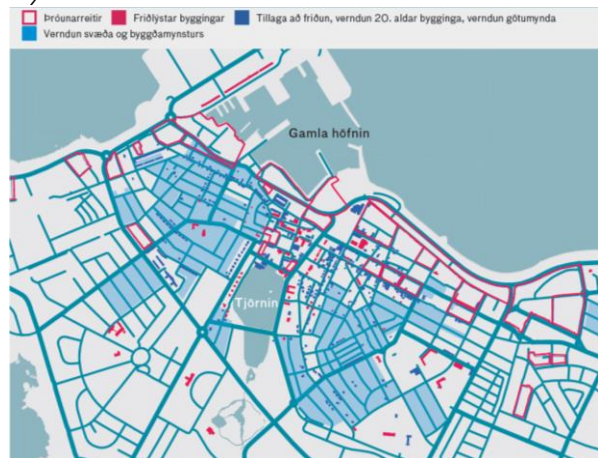 Þróunarreitir Friðlýstar byggingar Tillaga að friðun, verndun 20. aldar bygginga, verndun götumynda
Verndun svæða og byggðamynsturs
Gamla höfnin
Tjörnin